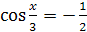 cos x/3 = − 1/2